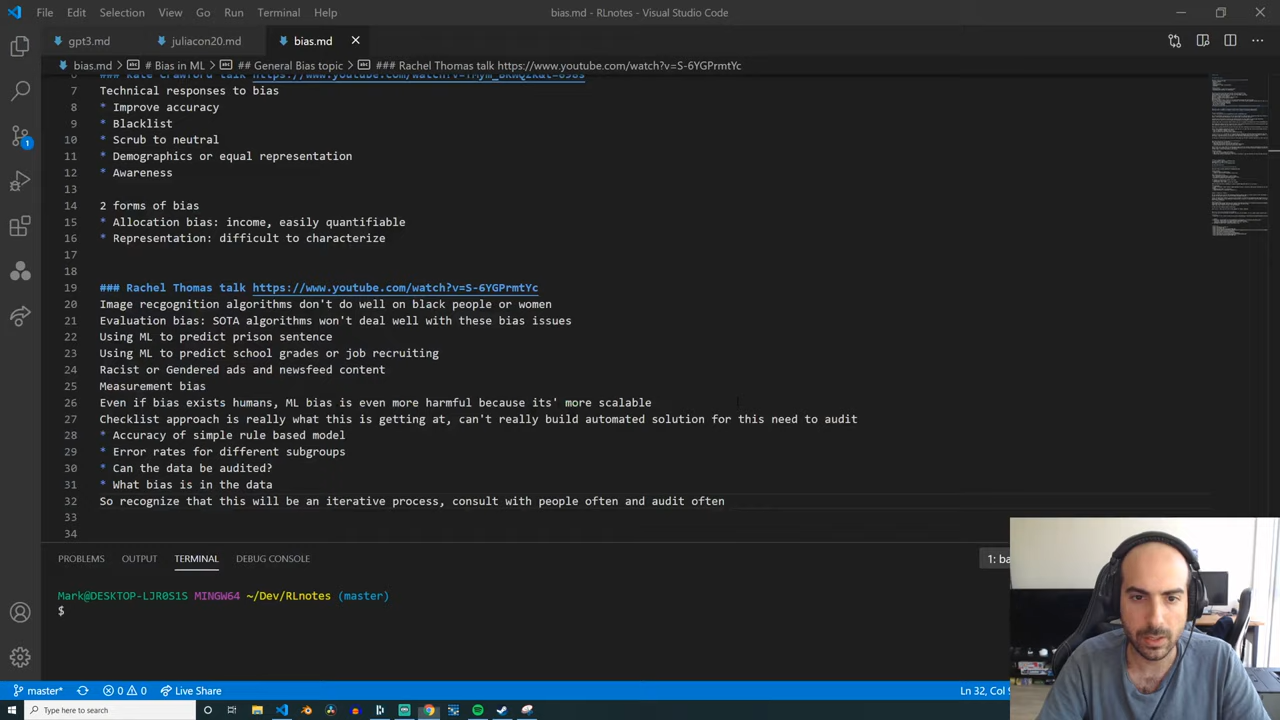 File Edit Selection View Go Run Terminal Help
bias.md - RLnotes - Visual Studio Code
gpt3.md juliacon20.md bias.md
bias.md > # Bias in ML > ## General Bias topic > ### Rachel Thomas talk https://www.youtube.com/watch?v=S-6YGPrmtYc
7 Technical responses to bias
8 * Improve accuracy
9 * Blacklist
10 * Scrub to neutral
11 * Demographics or equal representation
12 * Awareness
13
14 2 forms of bias
15 * Allocation bias: income, easily quantifiable
16 * Representation: difficult to characterize
17
18
19 ### Rachel Thomas talk https://www.youtube.com/watch?v=S-6YGPrmtYc
20 Image recgognition algorithms don't do well on black people or women
21 Evaluation bias: SOTA algorithms won't deal well with these bias issues
22 Using ML to predict prison sentence
23 Using ML to predict school grades or job recruiting
24 Racist or Gendered ads and newsfeed content
25 Measurement bias
26 Even if bias exists humans, ML bias is even more harmful because its' more scalable
27 Checklist approach is really what this is getting at, can't really build automated solution for this need to audit
28 * Accuracy of simple rule based model
29 * Error rates for different subgroups
30 * Can the data be audited?
31 * What bias is in the data
32 So recognize that this will be an iterative process, consult with people often and audit often
33
34
PROBLEMS OUTPUT TERMINAL DEBUG CONSOLE 1: ba
Mark@DESKTOP-LJR0S1S MINGW64 ~/Dev/RLnotes (master)
$
master* 0 0 Live Share Ln 32, Col
Type here to search